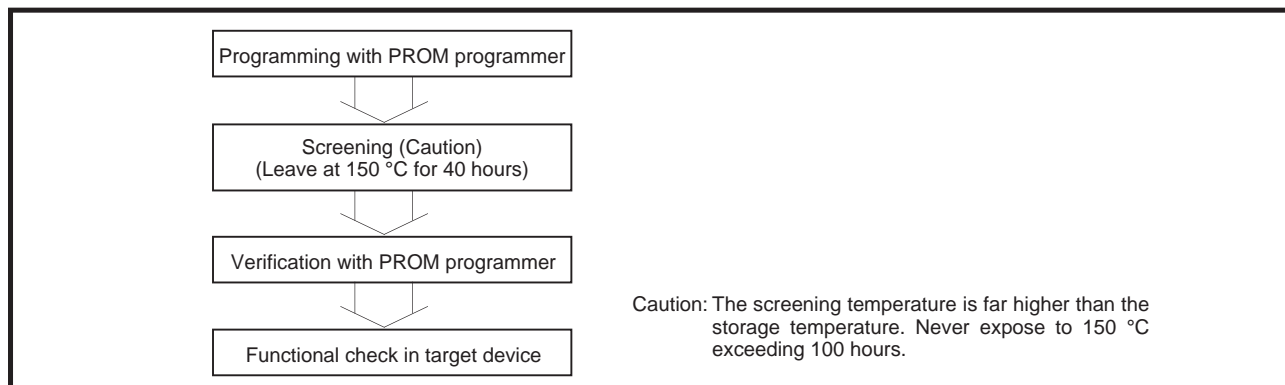 Programming with PROM programmer
Screening (Caution)
(Leave at 150 °C for 40 hours)
Verification with PROM programmer
Functional check in target device
Caution: The screening temperature is far higher than the
storage temperature. Never expose to 150 °C
exceeding 100 hours.